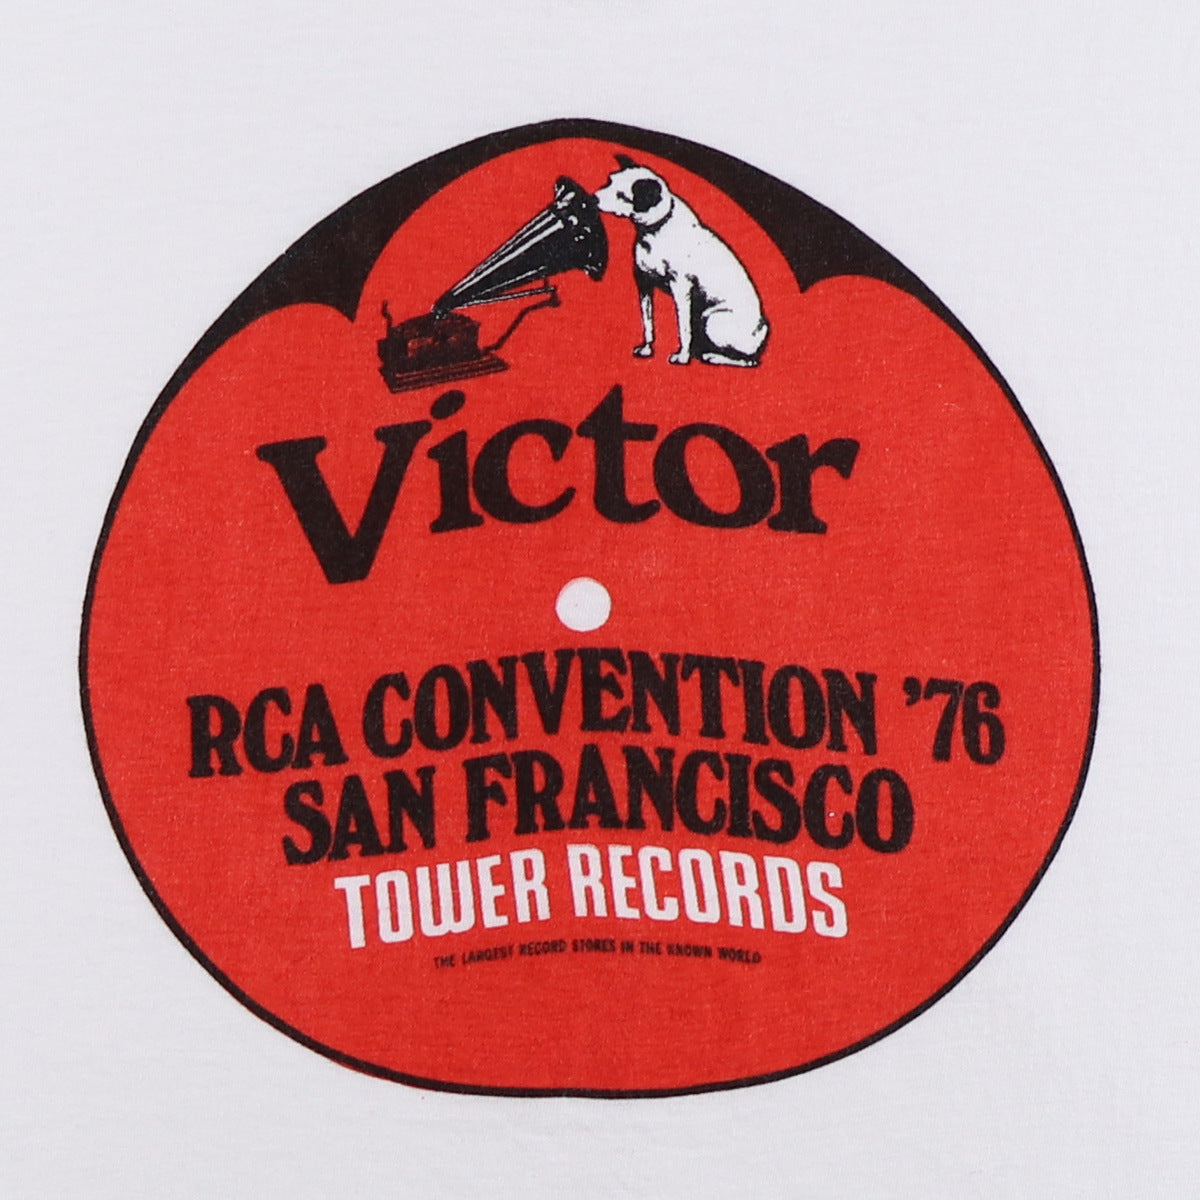 Victor
RCA CONVENTION '76
SAN FRANCISCO
TOWER RECORDS
THE LARGEST RECORD STORES IN THE KNOWN WORLD